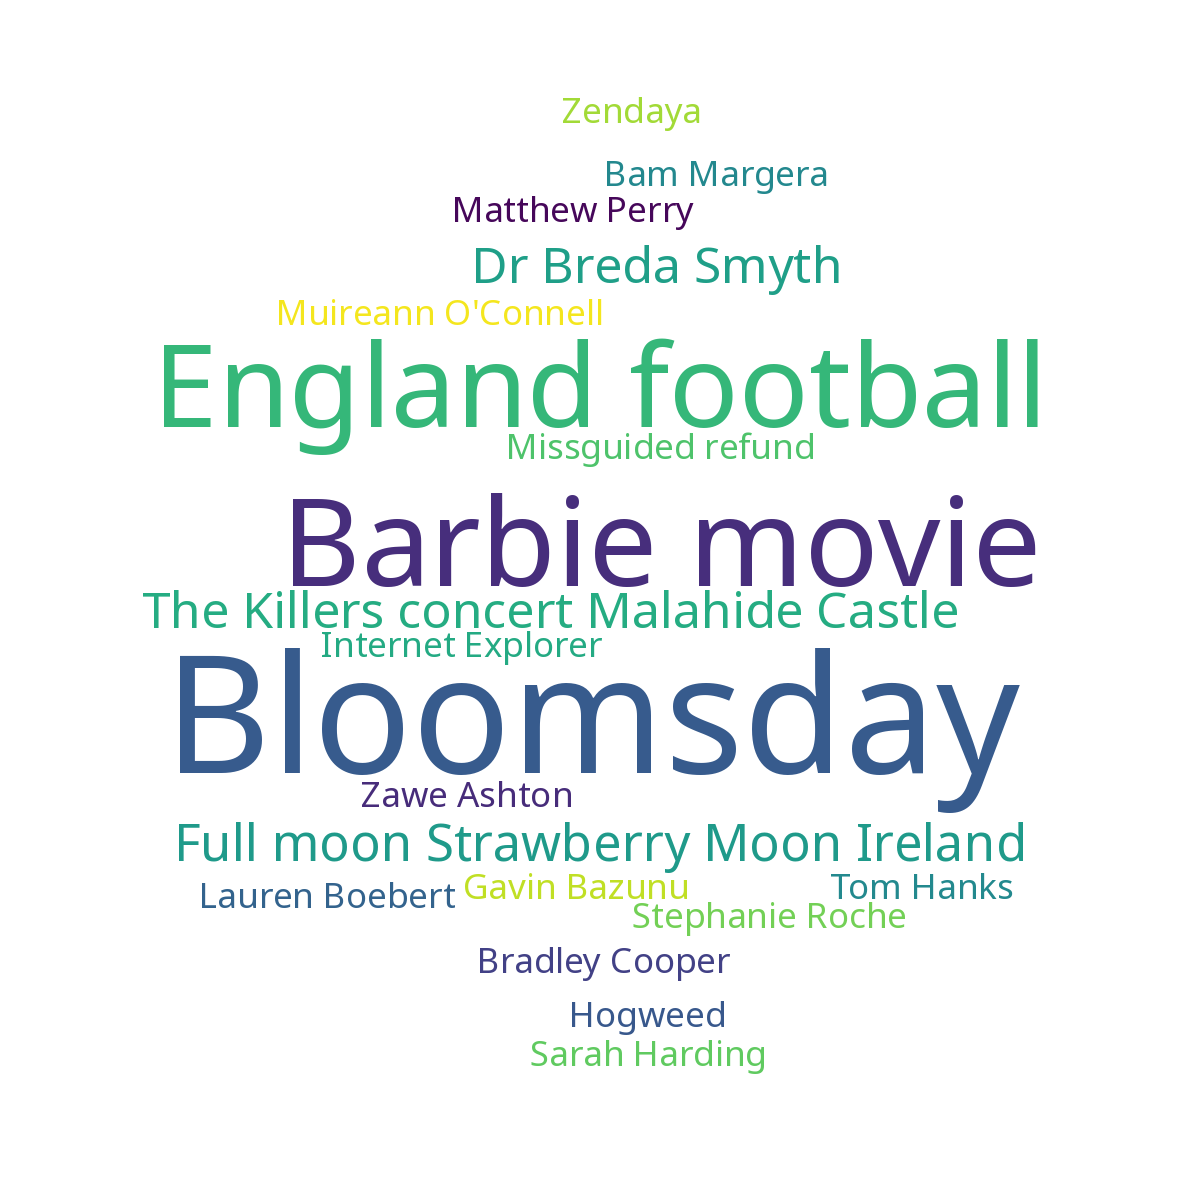 Zendaya
Bam Margera
Matthew Perry
Dr Breda Smyth
Muireann O'Connell
England football
Missguided refund
Barbie movie
The Killers concert Malahide Castle
Internet Explorer
Bloomsday
Zawe Ashton
Full moon Strawberry Moon Ireland
Lauren Boebert
Gavin Bazunu
Tom Hanks
Stephanie Roche
Bradley Cooper
Hogweed
Sarah Harding